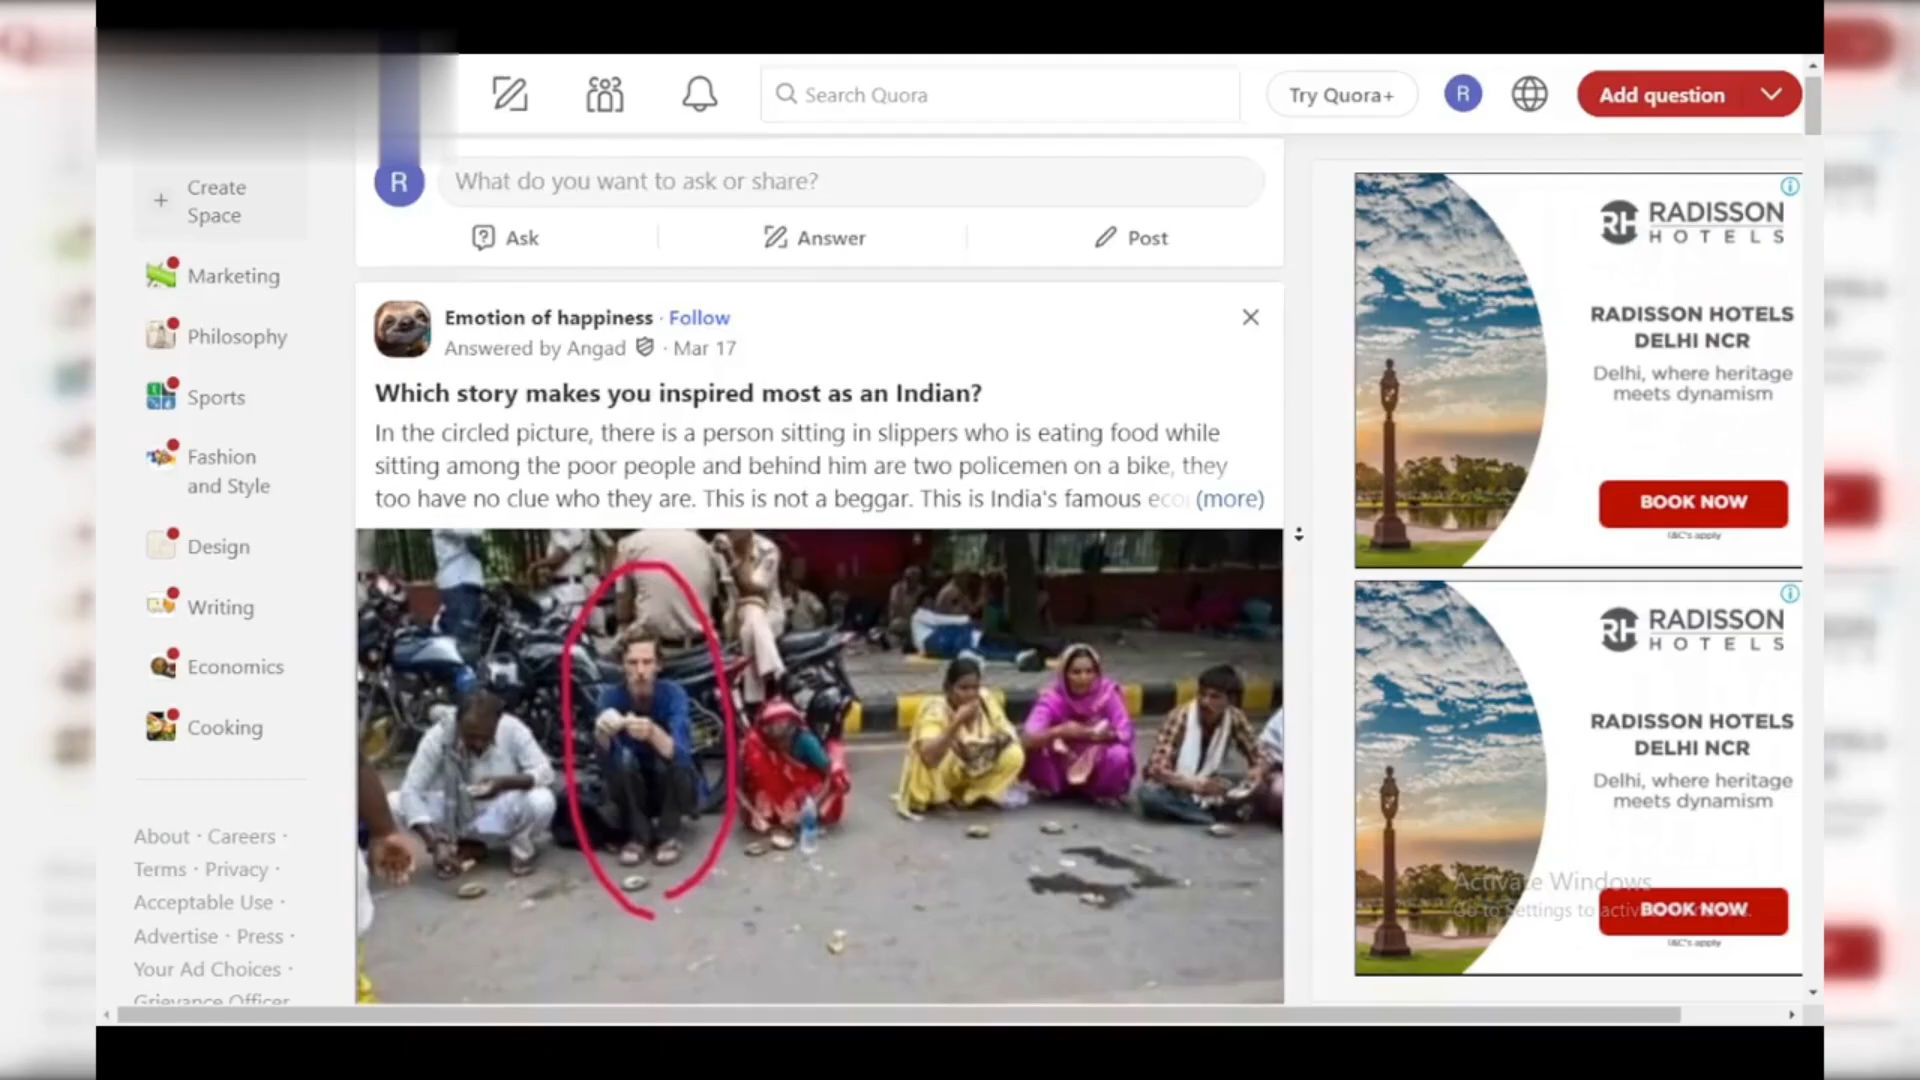 Search Quora
Try Quora+
R
Add question
Create
Space
Marketing
Philosophy
Sports
Fashion
and Style
Design
Writing
Economics
Cooking
About · Careers ·
Terms · Privacy ·
Acceptable Use ·
Advertise · Press ·
Your Ad Choices ·
Grievance Officer
R
What do you want to ask or share?
Ask
Answer
Post
Emotion of happiness · Follow
Answered by Angad · Mar 17
Which story makes you inspired most as an Indian?
In the circled picture, there is a person sitting in slippers who is eating food while
sitting among the poor people and behind him are two policemen on a bike, they
too have no clue who they are. This is not a beggar. This is India's famous eco (more)
RH RADISSON
HOTELS
RADISSON HOTELS
DELHI NCR
Delhi, where heritage
meets dynamism
BOOK NOW
T&C's apply
RH RADISSON
HOTELS
RADISSON HOTELS
DELHI NCR
Delhi, where heritage
meets dynamism
Activate Windows
Go to Settings to activ
BOOK NOW
T&C's apply